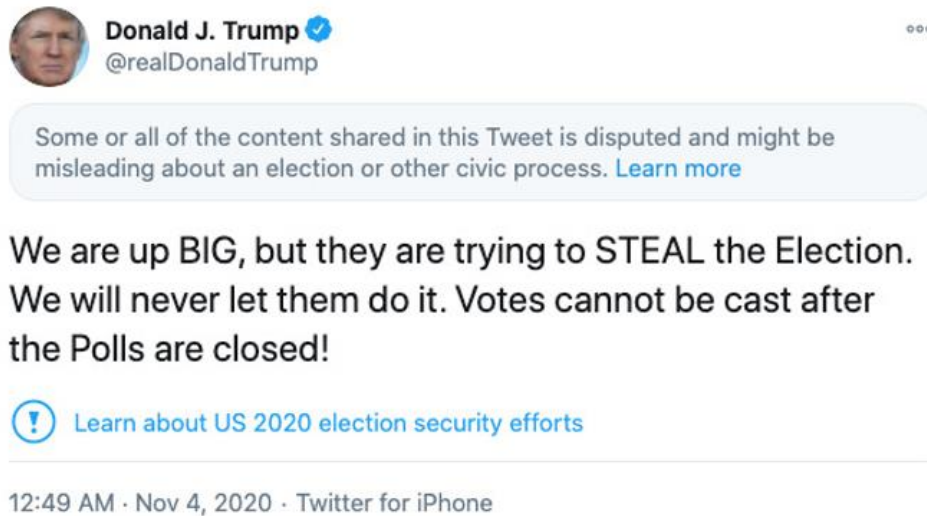 Donald J. Trump
@realDonaldTrump
Some or all of the content shared in this Tweet is disputed and might be
misleading about an election or other civic process. Learn more
We are up BIG, but they are trying to STEAL the Election.
We will never let them do it. Votes cannot be cast after
the Polls are closed!
Learn about US 2020 election security efforts
12:49 AM · Nov 4, 2020 · Twitter for iPhone